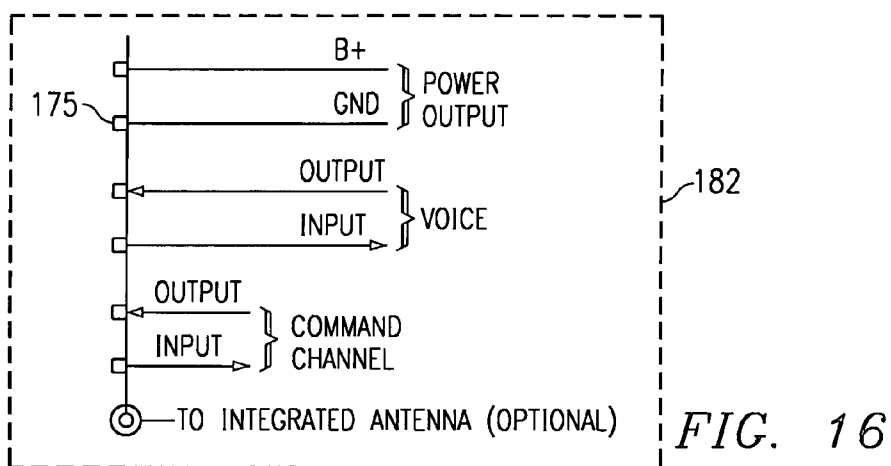 B+
POWER
175
GND
OUTPUT
OUTPUT
182
VOICE
INPUT
OUTPUT
COMMAND
INPUT
CHANNEL
TO INTEGRATED ANTENNA (OPTIONAL)
FIG. 16